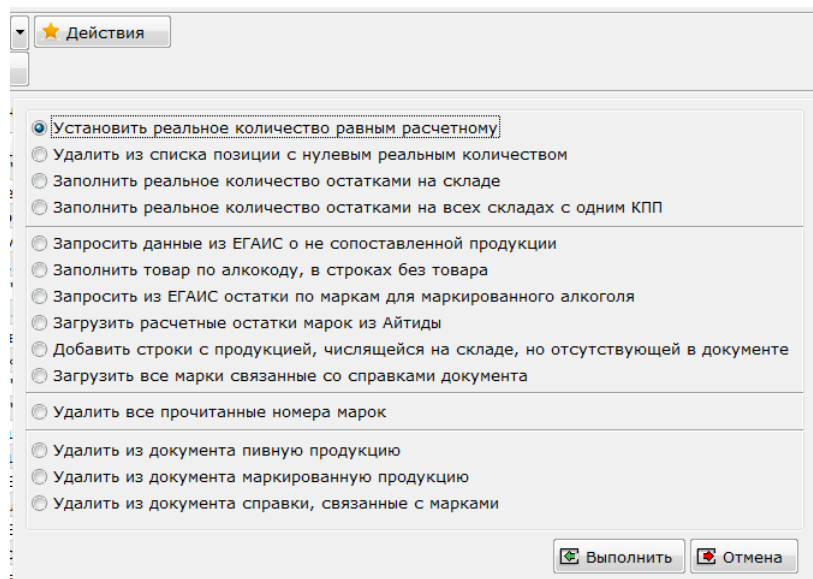 Действия
Установить реальное количество равным расчетному
Удалить из списка позиции с нулевым реальным количеством
Заполнить реальное количество остатками на складе
Заполнить реальное количество остатками на всех складах с одним КПП
Запросить данные из ЕГАИС о не сопоставленной продукции
Заполнить товар по алкокоду, в строках без товара
Запросить из ЕГАИС остатки по маркам для маркированного алкоголя
Загрузить расчетные остатки марок из Айтиды
Добавить строки с продукцией, числящейся на складе, но отсутствующей в документе
Загрузить все марки связанные со справками документа
Удалить все прочитанные номера марок
Удалить из документа пивную продукцию
Удалить из документа маркированную продукцию
Удалить из документа справки, связанные с марками
Выполнить Отмена